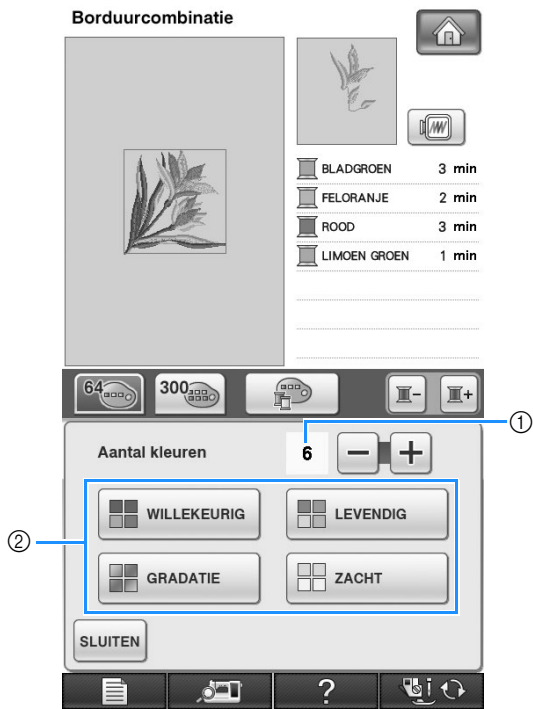 Borduurcombinatie
BLADGROEN 3 min
FELORANJE 2 min
ROOD 3 min
LIMOEN GROEN 1 min
64 300
①
Aantal kleuren 6 − +
②
WILLEKEURIG LEVENDIG
GRADATIE ZACHT
SLUITEN
?